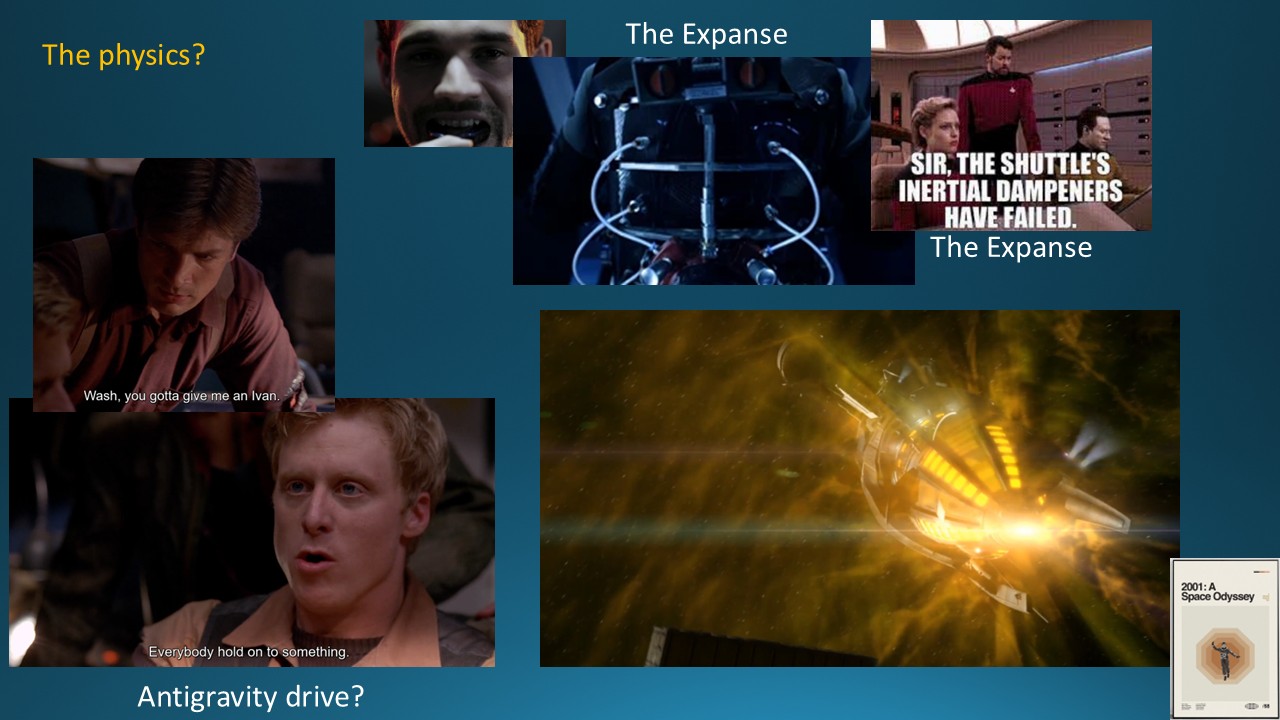 The physics?
The Expanse
SIR, THE SHUTTLE'S
INERTIAL DAMPENERS
HAVE FAILED.
The Expanse
Wash, you gotta give me an Ivan.
Everybody hold on to something.
Antigravity drive?
2001: A
Space Odyssey